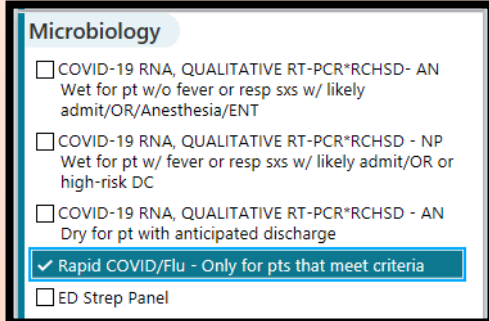 Microbiology
COVID-19 RNA, QUALITATIVE RT-PCR*RCHSD- AN
Wet for pt w/o fever or resp sxs w/ likely
admit/OR/Anesthesia/ENT
COVID-19 RNA, QUALITATIVE RT-PCR*RCHSD - NP
Wet for pt w/ fever or resp sxs w/ likely admit/OR or
high-risk DC
COVID-19 RNA, QUALITATIVE RT-PCR*RCHSD - AN
Dry for pt with anticipated discharge
Rapid COVID/Flu - Only for pts that meet criteria
ED Strep Panel